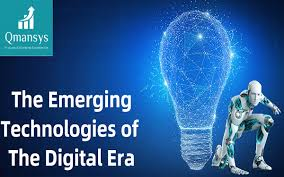 Qmansys
The Emerging
Technologies of
The Digital Era